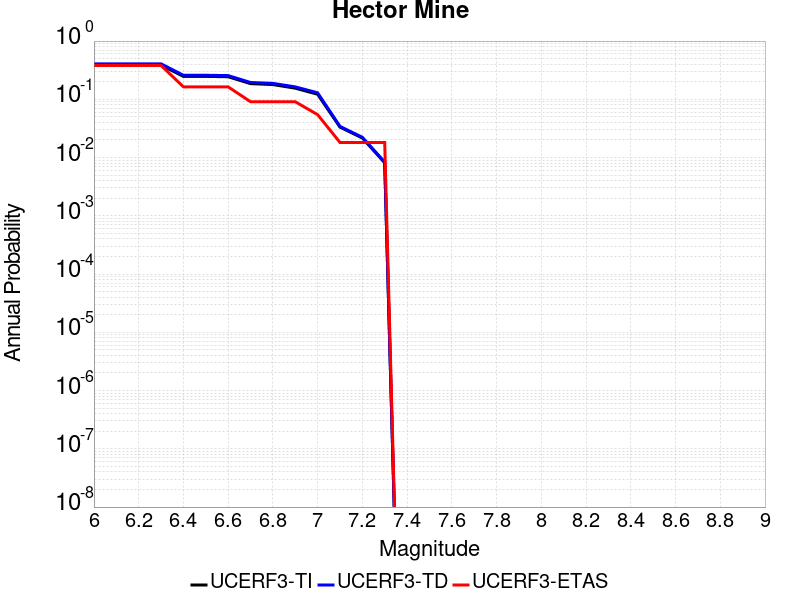 Hector Mine
10^0
10^-1
10^-2
10^-3
10^-4
10^-5
10^-6
10^-7
10^-8
Annual Probability
6 6.2 6.4 6.6 6.8 7 7.2 7.4 7.6 7.8 8 8.2 8.4 8.6 8.8 9
Magnitude
UCERF3-TI UCERF3-TD UCERF3-ETAS